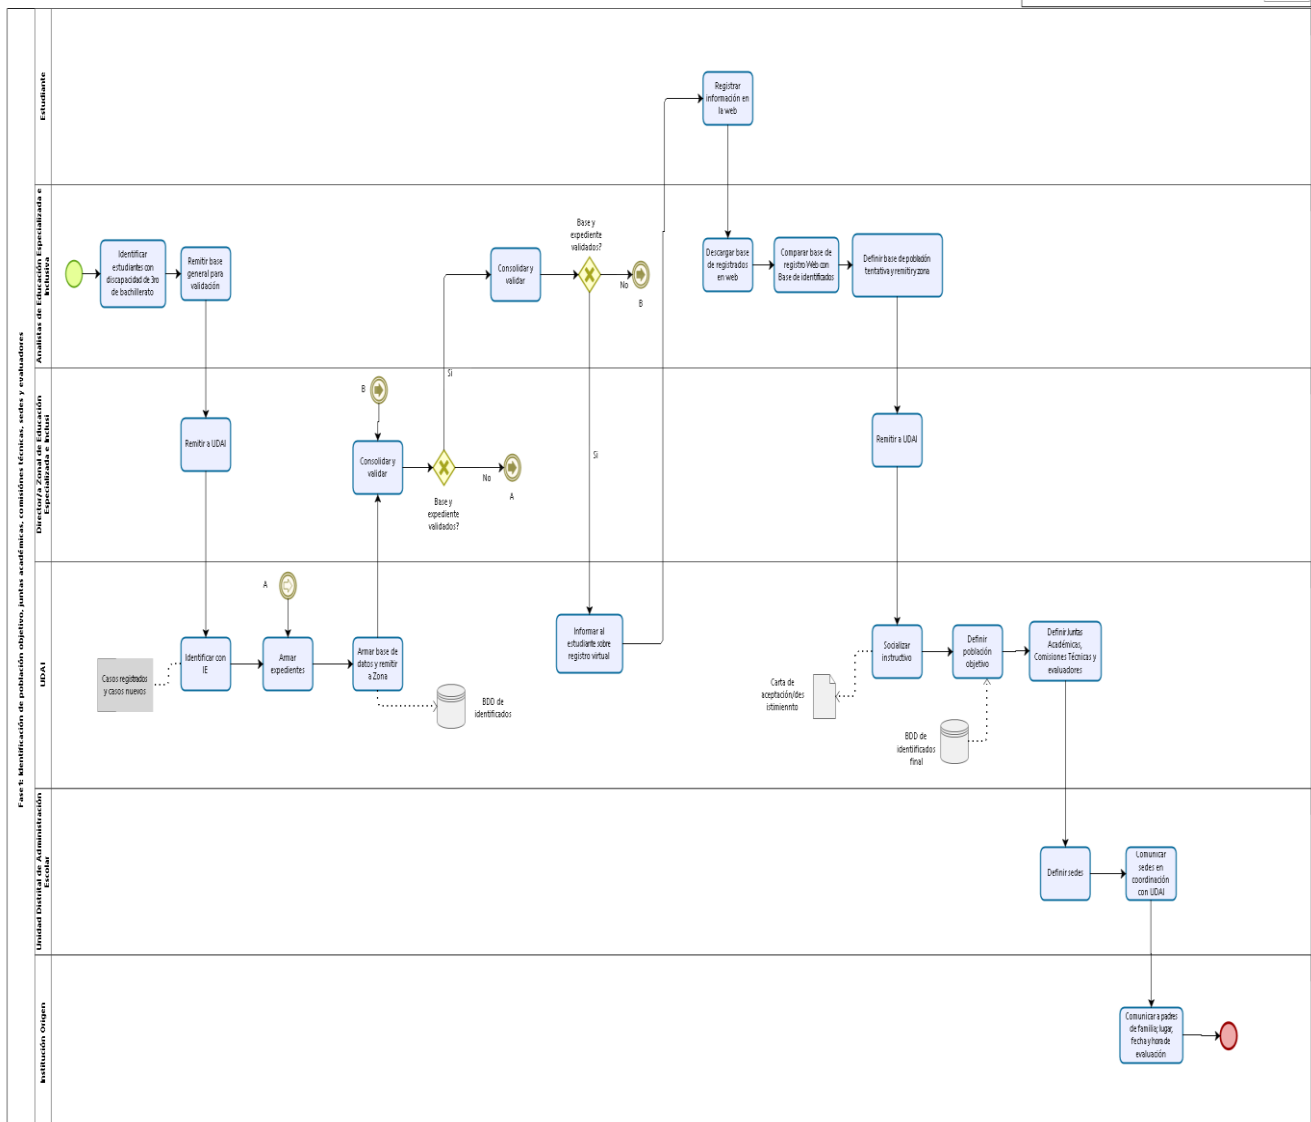 Fase 1: Identificación de población objetivo, juntas académicas, comisiónes técnicas, sedes y evaluadores
Estudiante
Registrar
información en
la web
Analistas de Educación Especializada e
Inclusiva
Identificar
estudiantes con
discapacidad de 3ro
de bachillerato
Remitir base
general para
validación
Consolidar y
validar
Base y
expediente
validados?
No
B
Descargar base
de registrados
en web
Comparar base de
registro Web con
Base de identificados
Definir base de población
tentativa y remitir y zona
Director/a Zonal de Educación
Especializada e Inclusi
Remitir a UDAI
B
Consolidar y
validar
Si
Base y
expediente
validados?
No
A
Si
Remitir a UDAI
UDAI
Casos registrados
y casos nuevos
Identificar con
IE
A
Armar
expedientes
Armar base de
datos y remitir
a Zona
BDD de
identificados
Informar al
estudiante sobre
registro virtual
Carta de
aceptación/des
istimiennto
Socializar
instructivo
Definir
población
objetivo
BDD de
identiificados
final
Definir Juntas
Académicas,
Comisiones Técnicas y
evaluadores
Unidad Distrital de Administración
Escolar
Definir sedes
Comunicar
sedes en
coordinación
con UDAI
Institución Origen
Comunicar a padres
de familia; lugar,
fecha y hora de
evaluación